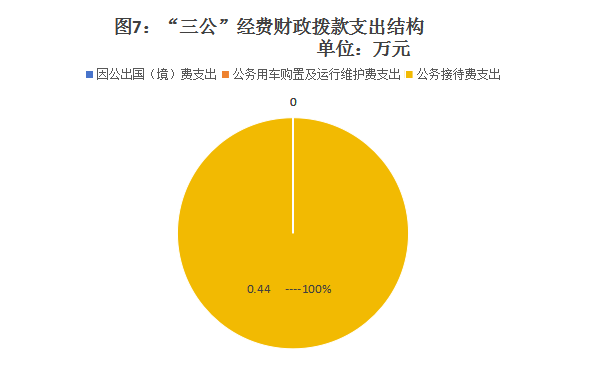 图7：“三公”经费财政拨款支出结构
单位：万元
因公出国（境）费支出 公务用车购置及运行维护费支出 公务接待费支出
0
0.44 ----100%